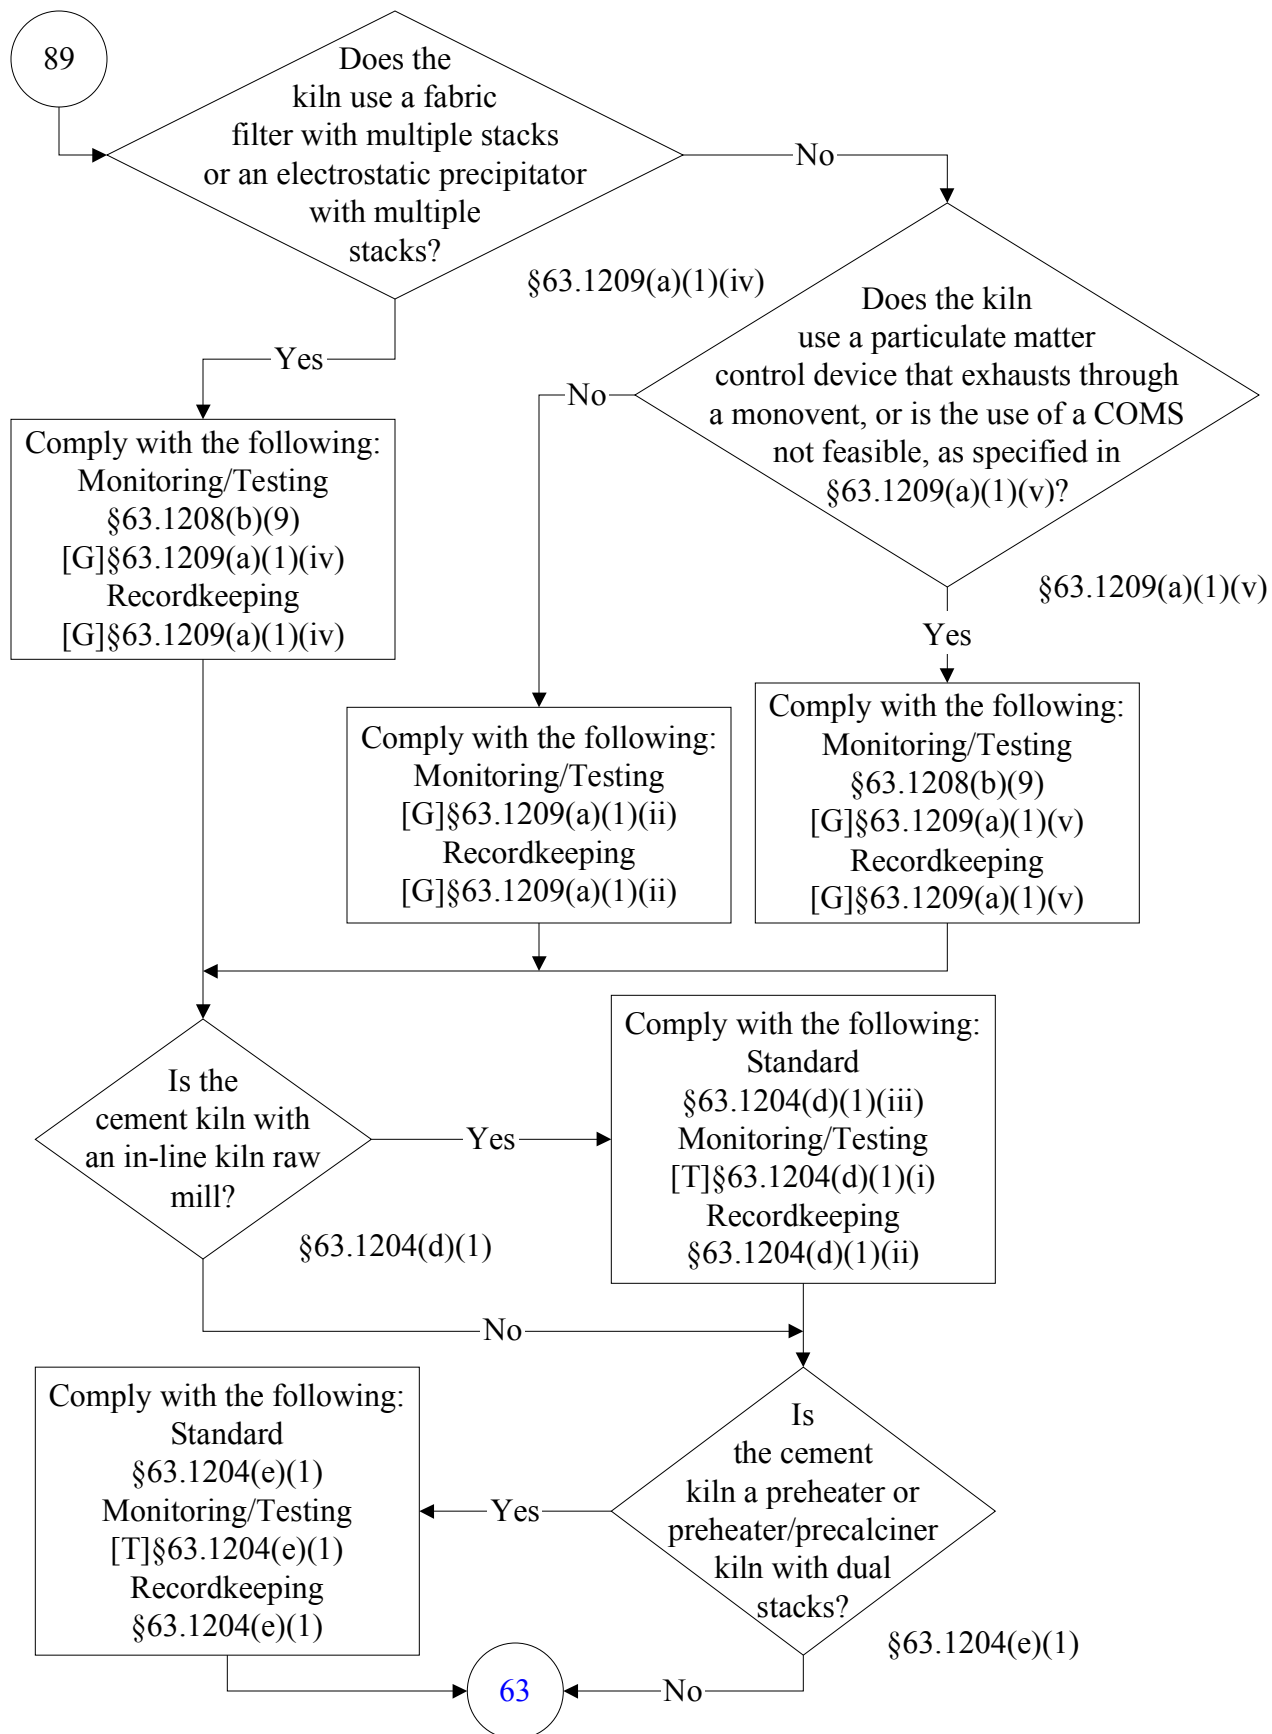 89
Does the
kiln use a fabric
filter with multiple stacks
or an electrostatic precipitator
with multiple
stacks?
No
§63.1209(a)(1)(iv)
Yes
Does the kiln
use a particulate matter
control device that exhausts through
a monovent, or is the use of a COMS
not feasible, as specified in
§63.1209(a)(1)(v)?
No
§63.1209(a)(1)(v)
Yes
Comply with the following:
Monitoring/Testing
§63.1208(b)(9)
[G]§63.1209(a)(1)(iv)
Recordkeeping
[G]§63.1209(a)(1)(iv)
Comply with the following:
Monitoring/Testing
[G]§63.1209(a)(1)(ii)
Recordkeeping
[G]§63.1209(a)(1)(ii)
Comply with the following:
Monitoring/Testing
§63.1208(b)(9)
[G]§63.1209(a)(1)(v)
Recordkeeping
[G]§63.1209(a)(1)(v)
Is the
cement kiln with
an in-line kiln raw
mill?
Yes
§63.1204(d)(1)
Comply with the following:
Standard
§63.1204(d)(1)(iii)
Monitoring/Testing
[T]§63.1204(d)(1)(i)
Recordkeeping
§63.1204(d)(1)(ii)
No
Is
the cement
kiln a preheater or
preheater/precalciner
kiln with dual
stacks?
§63.1204(e)(1)
Yes
Comply with the following:
Standard
§63.1204(e)(1)
Monitoring/Testing
[T]§63.1204(e)(1)
Recordkeeping
§63.1204(e)(1)
No
63